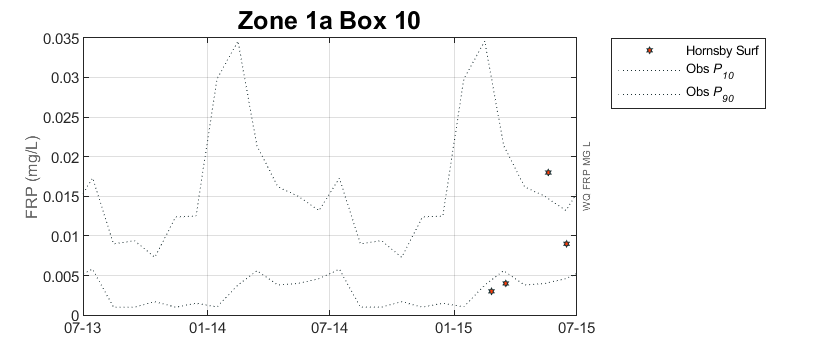 Zone 1a Box 10
0.035
0.03
0.025
0.02
0.015
0.01
0.005
0
FRP (mg/L)
07-13
01-14
07-14
01-15
07-15
WQ FRP MG L
Hornsby Surf
Obs P10
Obs P90